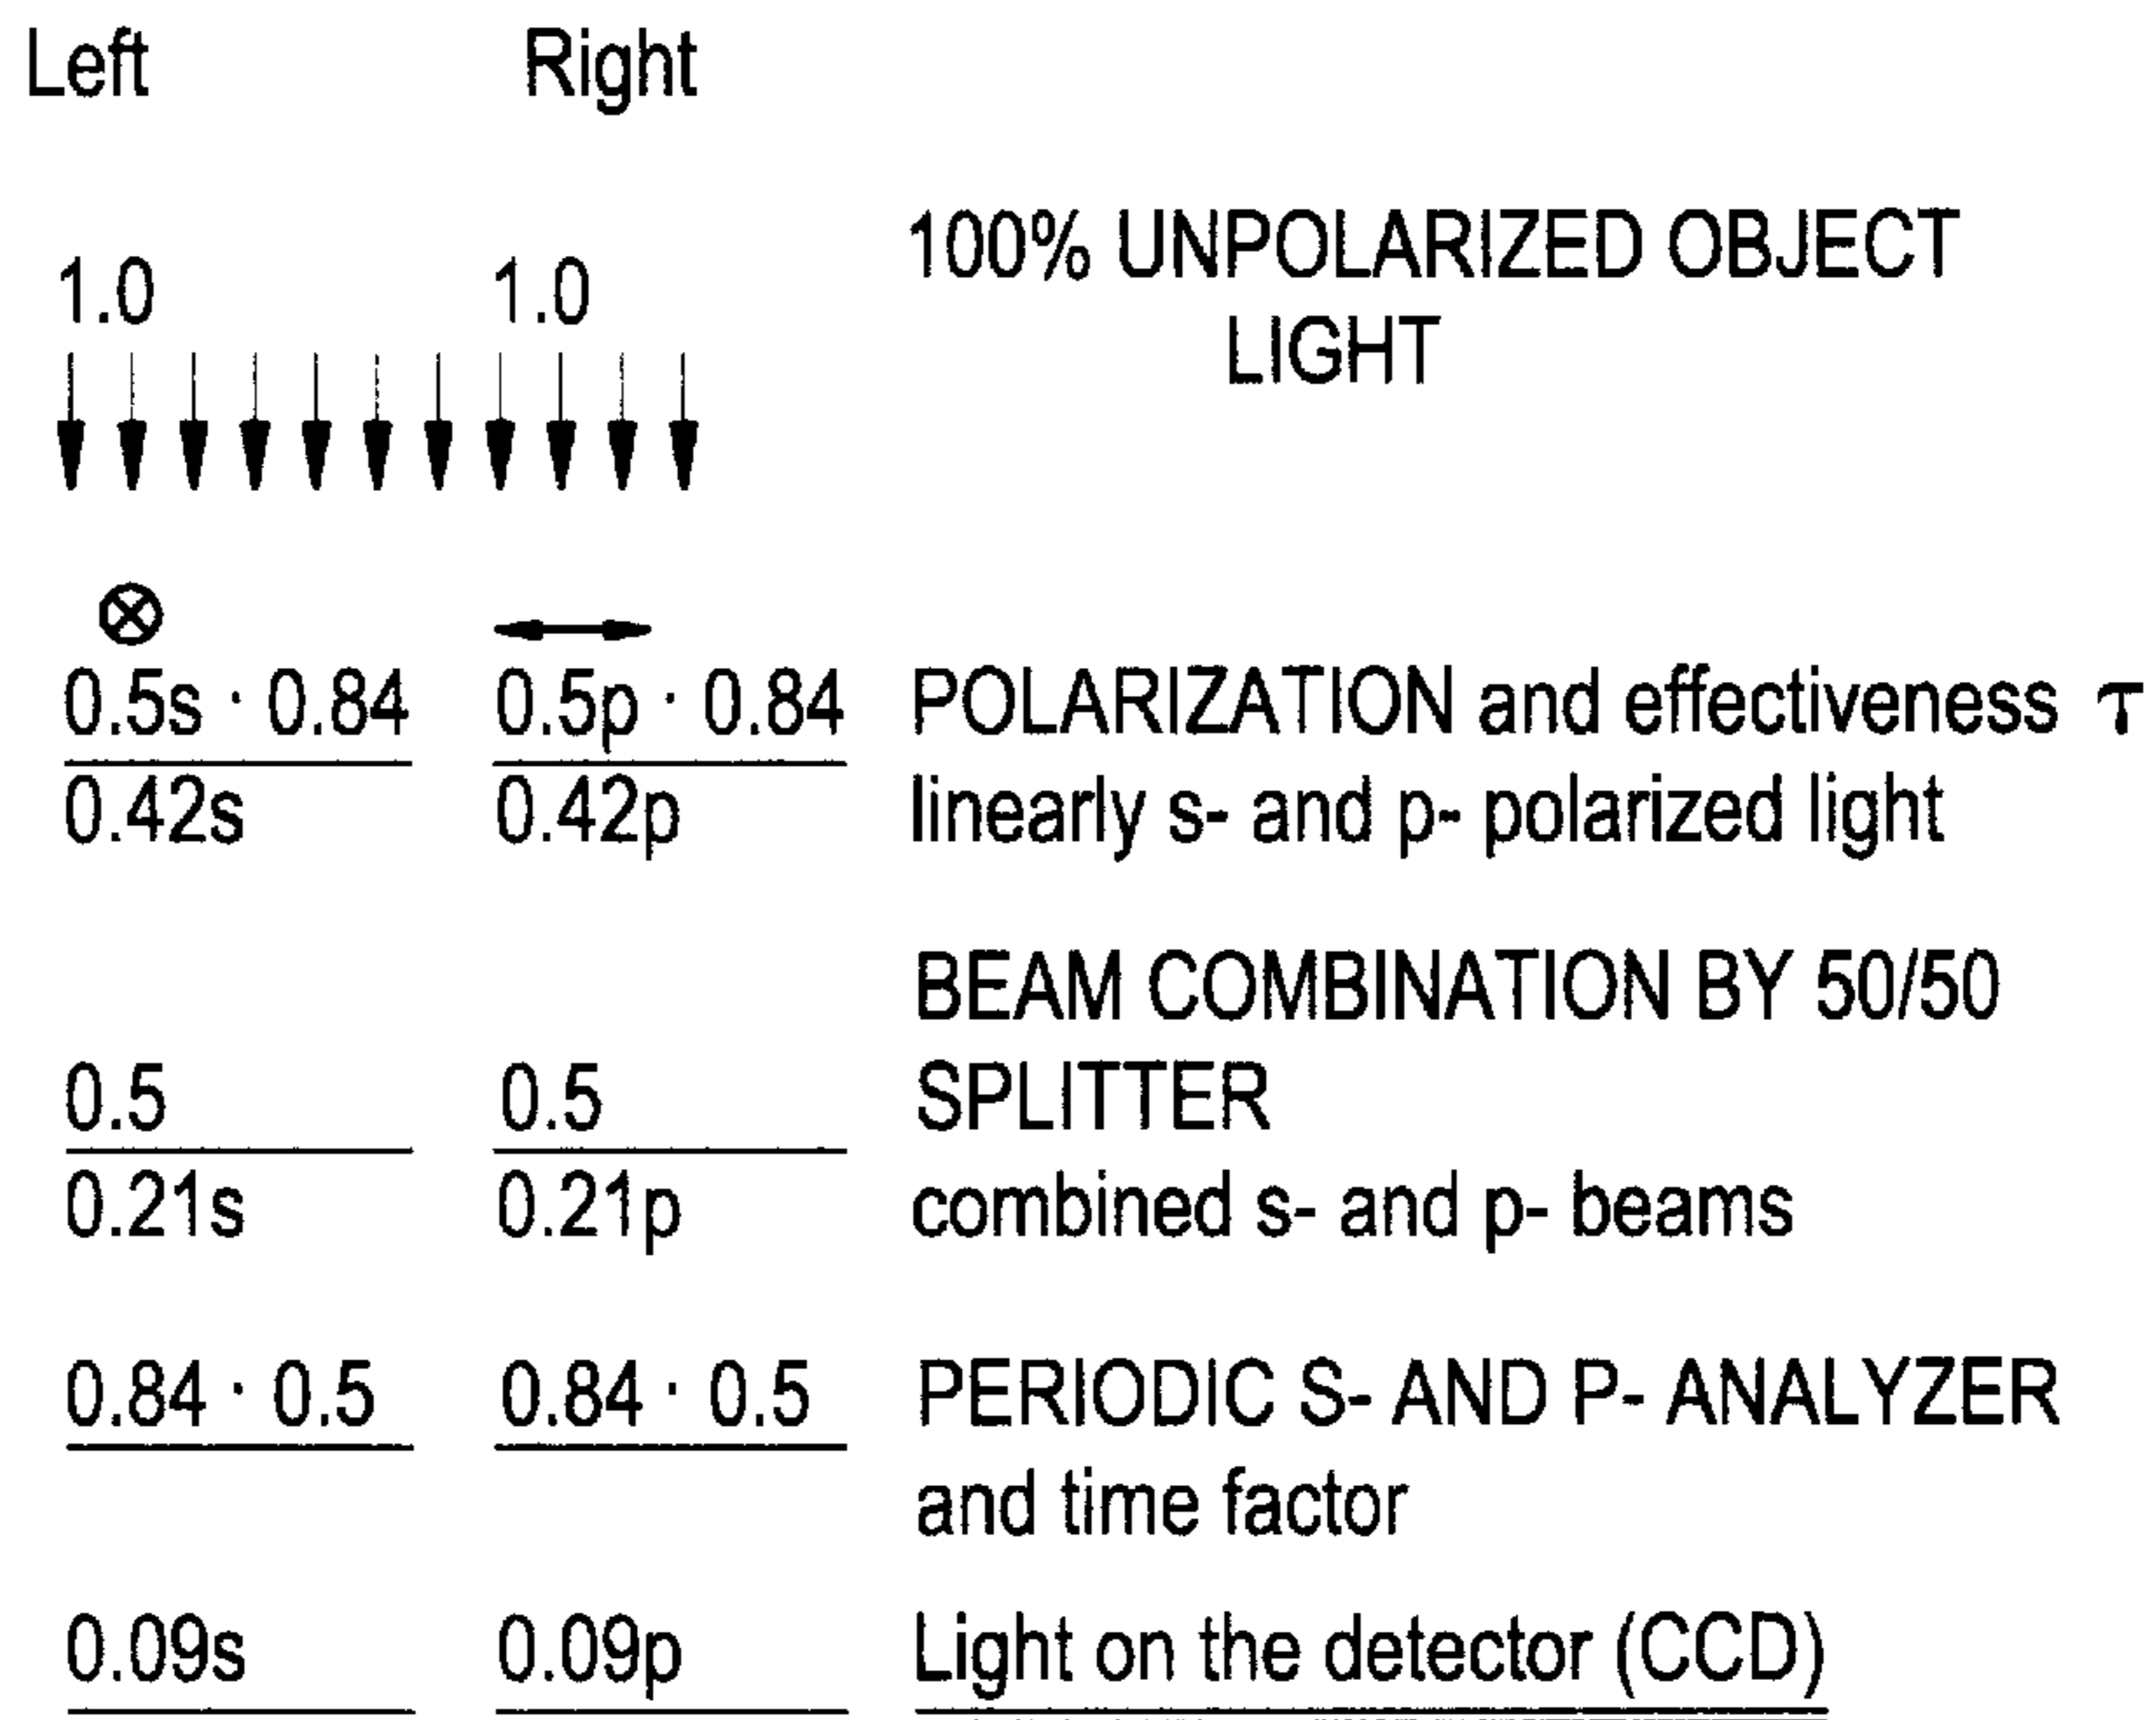 Left Right
1.0 1.0 100% UNPOLARIZED OBJECT
LIGHT
0.5s · 0.84 0.5p · 0.84 POLARIZATION and effectiveness τ
0.42s 0.42p linearly s- and p- polarized light
BEAM COMBINATION BY 50/50
0.5 0.5 SPLITTER
0.21s 0.21p combined s- and p- beams
0.84 · 0.5 0.84 · 0.5 PERIODIC S- AND P- ANALYZER
and time factor
0.09s 0.09p Light on the detector (CCD)